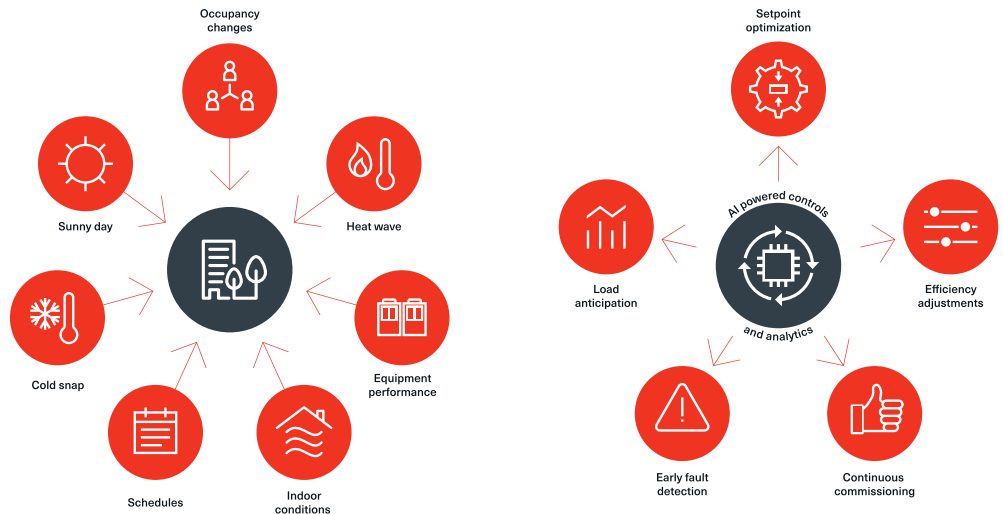 Occupancy
changes
Sunny day
Heat wave
Cold snap
Equipment
performance
Schedules
Indoor
conditions
Setpoint
optimization
AI powered controls
and analytics
Load
anticipation
Efficiency
adjustments
Early fault
detection
Continuous
commissioning